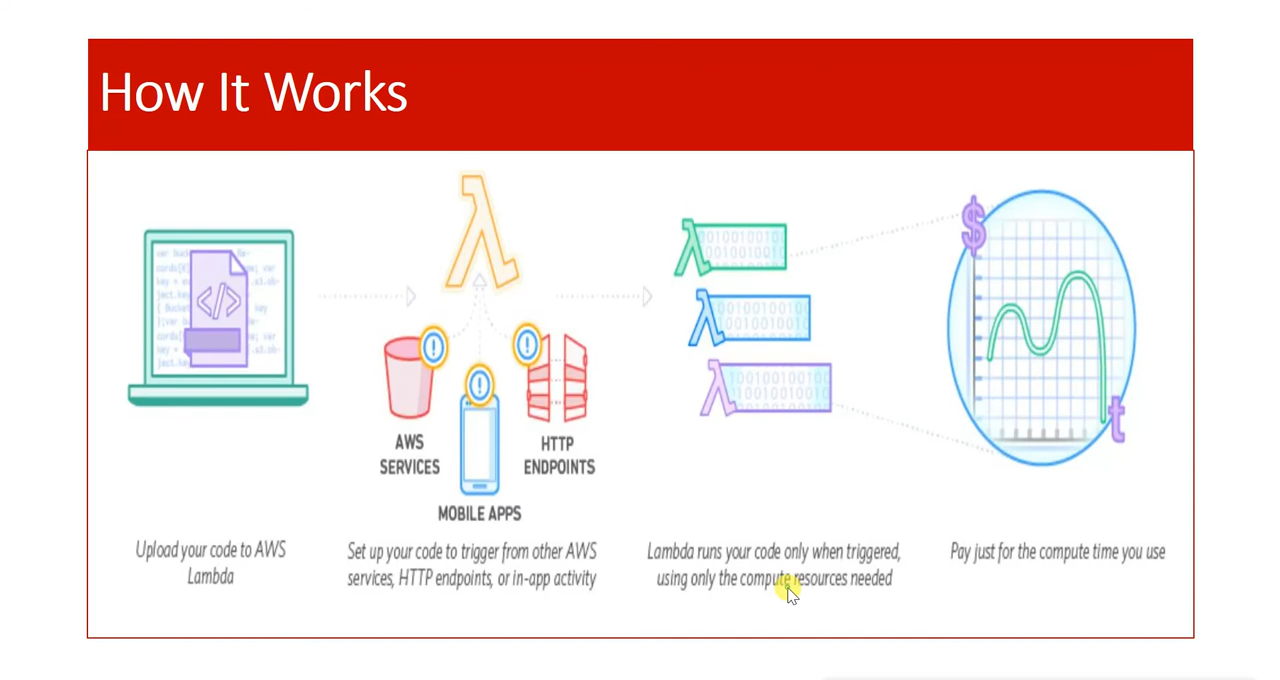 How It Works
AWS
SERVICES
HTTP
ENDPOINTS
MOBILE APPS
$
t
Upload your code to AWS
Lambda
Set up your code to trigger from other AWS
services, HTTP endpoints, or in-app activity
Lambda runs your code only when triggered,
using only the compute resources needed
Pay just for the compute time you use